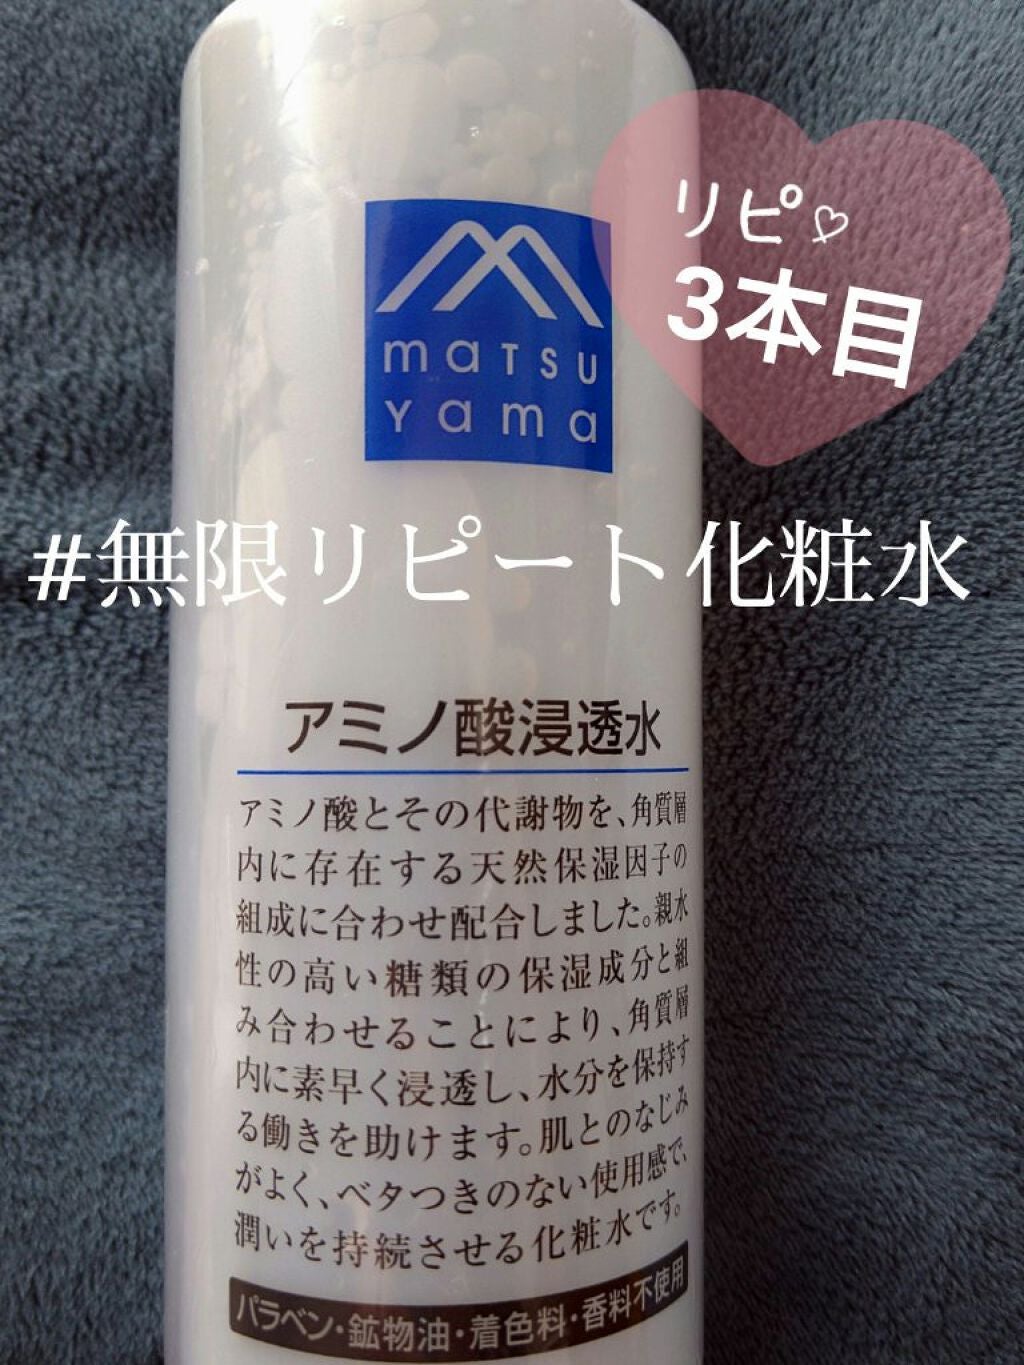 リピ♡
3本目
maTSU
Yama
#無限リピート化粧水
アミノ酸浸透水
アミノ酸とその代謝物を、角質層
内に存在する天然保湿因子の
組成に合わせ配合しました。親水
性の高い糖類の保湿成分と組
み合わせることにより、角質層
内に素早く浸透し、水分を保持す
る働きを助けます。肌とのなじみ
がよく、ベタつきのない使用感で、
潤いを持続させる化粧水です。
パラベン・鉱物油・着色料・香料不使用